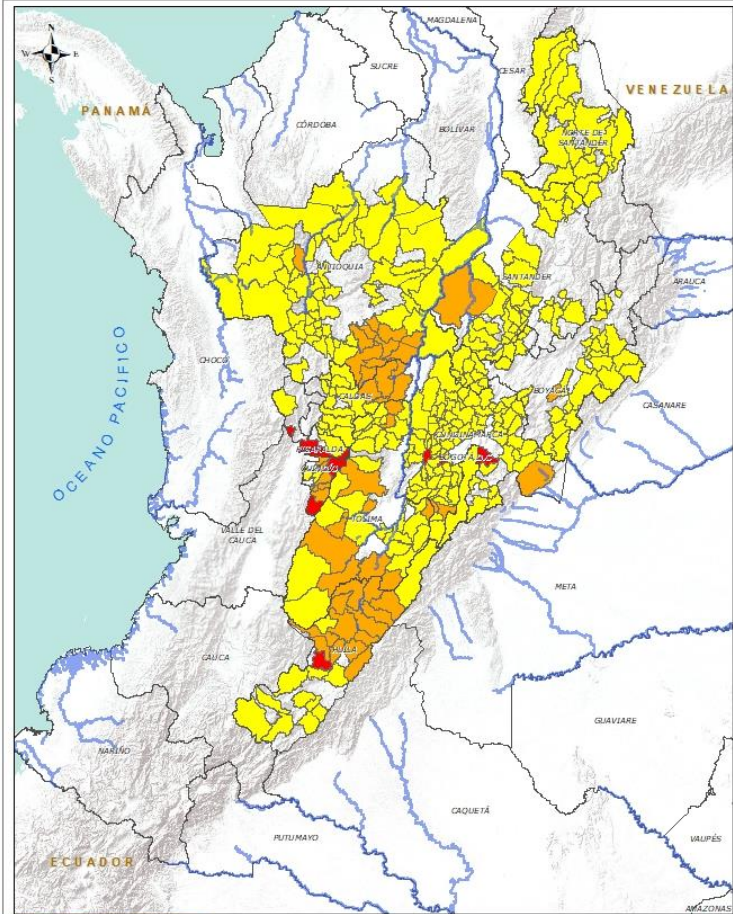 N
W E
S
MAGDALENA
SUCRE
CESAR
VENEZUELA
PANAMÁ
CÓRDOBA
BOLÍVAR
NORTE DE
SANTANDER
ANTIOQUIA
SANTANDER
ARAUCA
CHOCÓ
OCEANO PACIFICO
BOYACÁ
CALDAS
CASANARE
CUNDINAMARCA
RISARALDA
BOGOTÁ, D.C.
QUINDIO
TOLIMA
VALLE DEL
CAUCA
META
HUILA
CAUCA
GUAVIARE
NARIÑO
CAQUETÁ
PUTUMAYO
VAUPÉS
ECUADOR
AMAZONAS